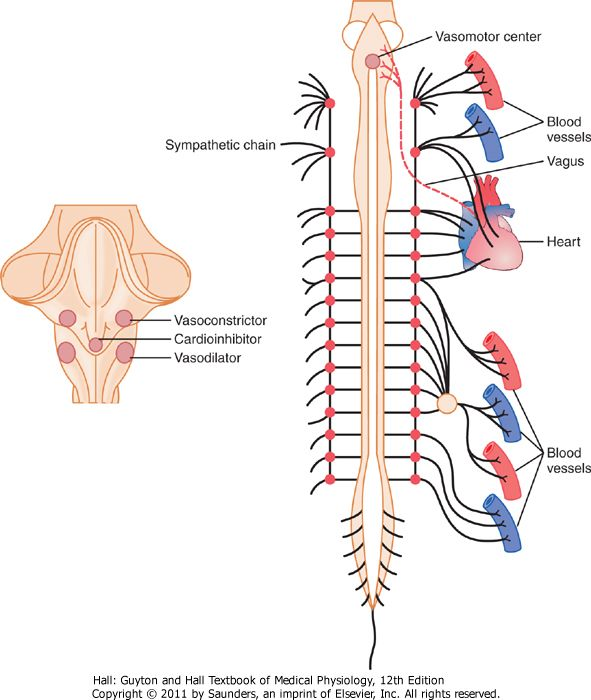 Vasomotor center
Blood
vessels
Sympathetic chain
Vagus
Heart
Vasoconstrictor
Cardioinhibitor
Vasodilator
Blood
vessels
Hall: Guyton and Hall Textbook of Medical Physiology, 12th Edition
Copyright © 2011 by Saunders, an imprint of Elsevier, Inc. All rights reserved.